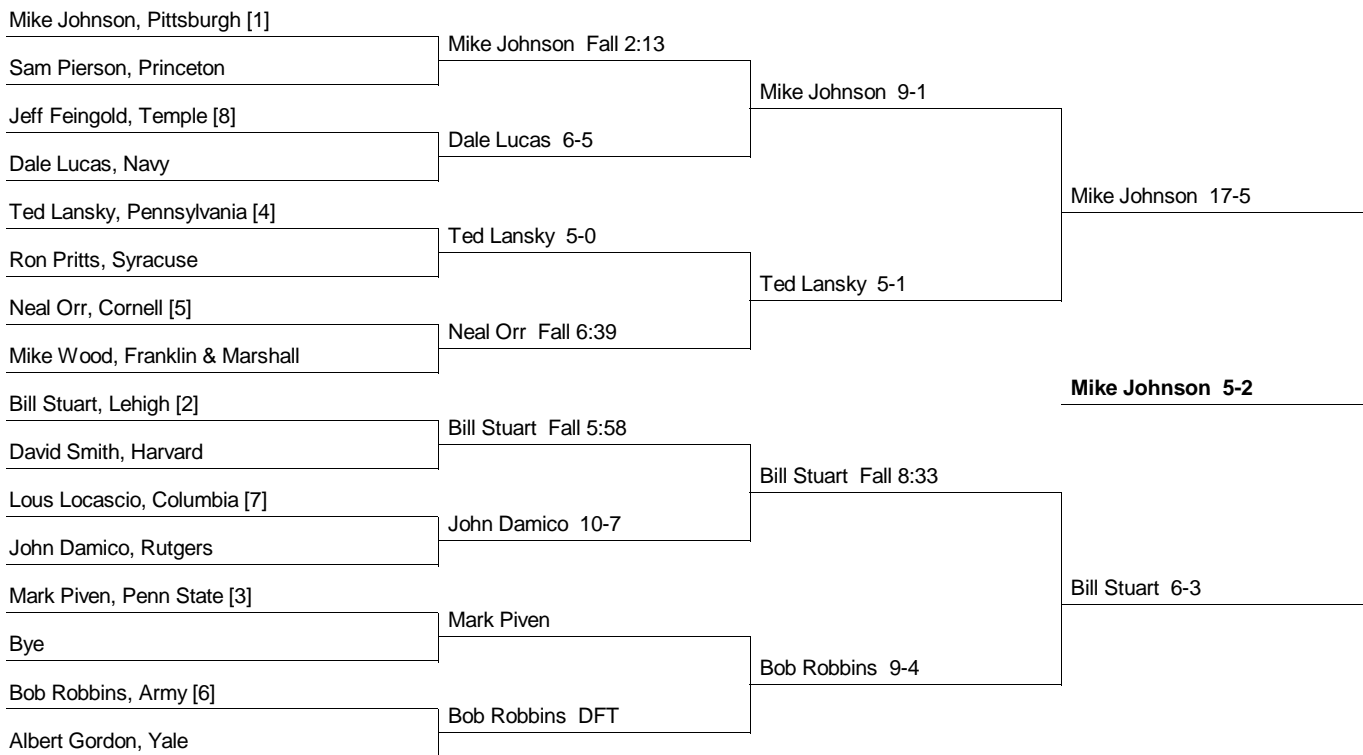 Mike Johnson, Pittsburgh [1]
Mike Johnson Fall 2:13
Sam Pierson, Princeton
Mike Johnson 9-1
Jeff Feingold, Temple [8]
Dale Lucas 6-5
Dale Lucas, Navy
Mike Johnson 17-5
Ted Lansky, Pennsylvania [4]
Ted Lansky 5-0
Ron Pritts, Syracuse
Ted Lansky 5-1
Neal Orr, Cornell [5]
Neal Orr Fall 6:39
Mike Wood, Franklin & Marshall
Mike Johnson 5-2
Bill Stuart, Lehigh [2]
Bill Stuart Fall 5:58
David Smith, Harvard
Bill Stuart Fall 8:33
Lous Locascio, Columbia [7]
John Damico 10-7
John Damico, Rutgers
Bill Stuart 6-3
Mark Piven, Penn State [3]
Mark Piven
Bye
Bob Robbins 9-4
Bob Robbins, Army [6]
Bob Robbins DFT
Albert Gordon, Yale